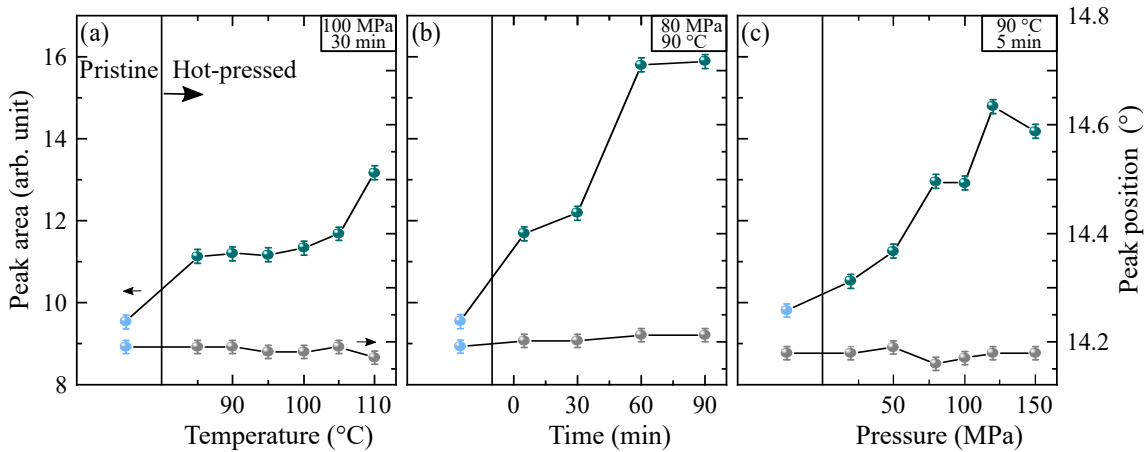 (a)
100 MPa
30 min
(b)
80 MPa
90 °C
(c)
90 °C
5 min
Pristine
Hot-pressed
Peak area (arb. unit)
16
14
12
10
8
14.8
14.6
14.4
14.2
Peak position (°)
90
100
110
0
30
60
90
50
100
150
Temperature (°C)
Time (min)
Pressure (MPa)